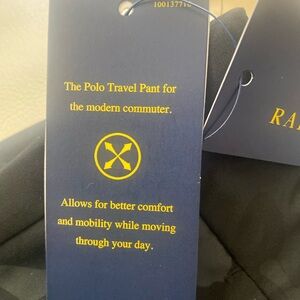 The Polo Travel Pant for
the modern commuter.
Allows for better comfort
and mobility while moving
through your day.
RA